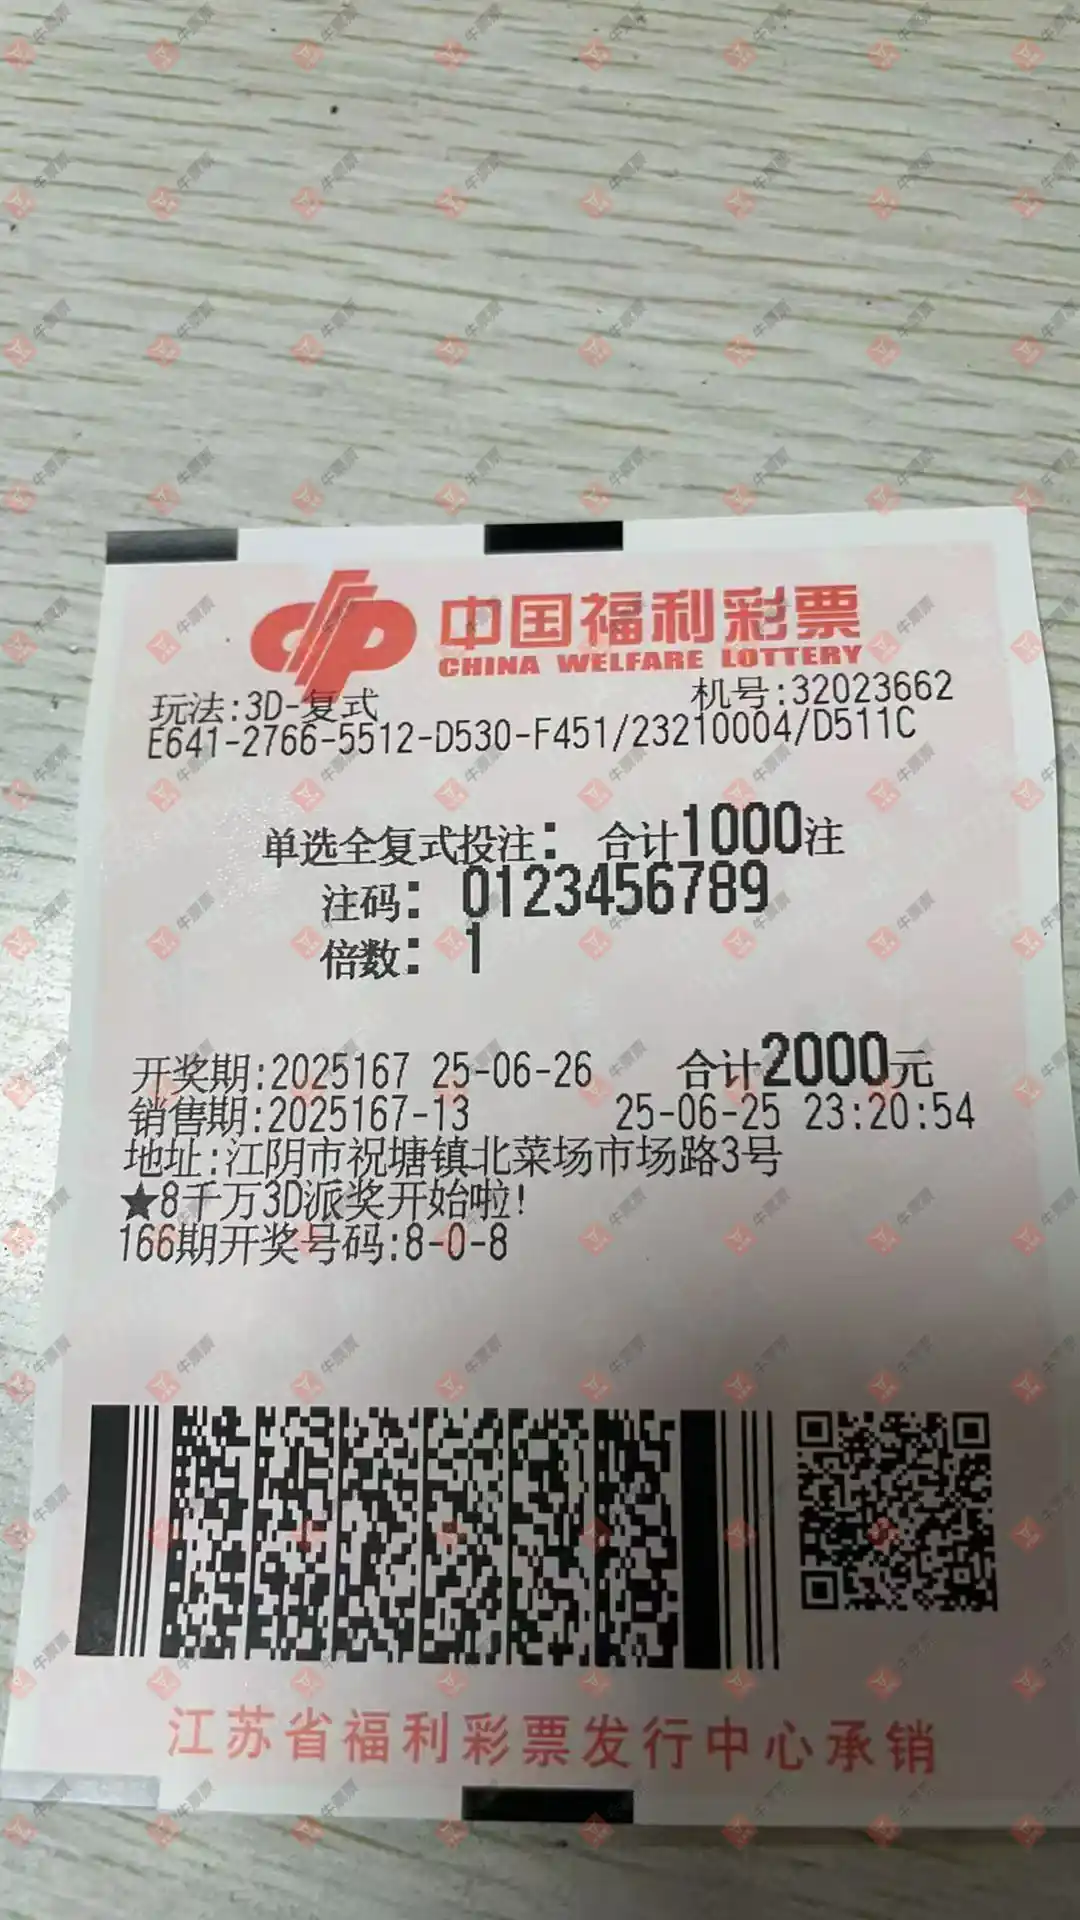 中国福利彩票
CHINA WELFARE LOTTERY
玩法:3D-复式 机号:32023662
E641-2766-5512-D530-F451/23210004/D511C
单选全复式投注: 合计1000注
注码: 0123456789
倍数: 1
开奖期:2025167 25-06-26 合计2000元
销售期:2025167-13 25-06-25 23:20:54
地址:江阴市祝塘镇北菜场市场路3号
★8千万3D派奖开始啦!
166期开奖号码:8-0-8
江苏省福利彩票发行中心承销
牛票票